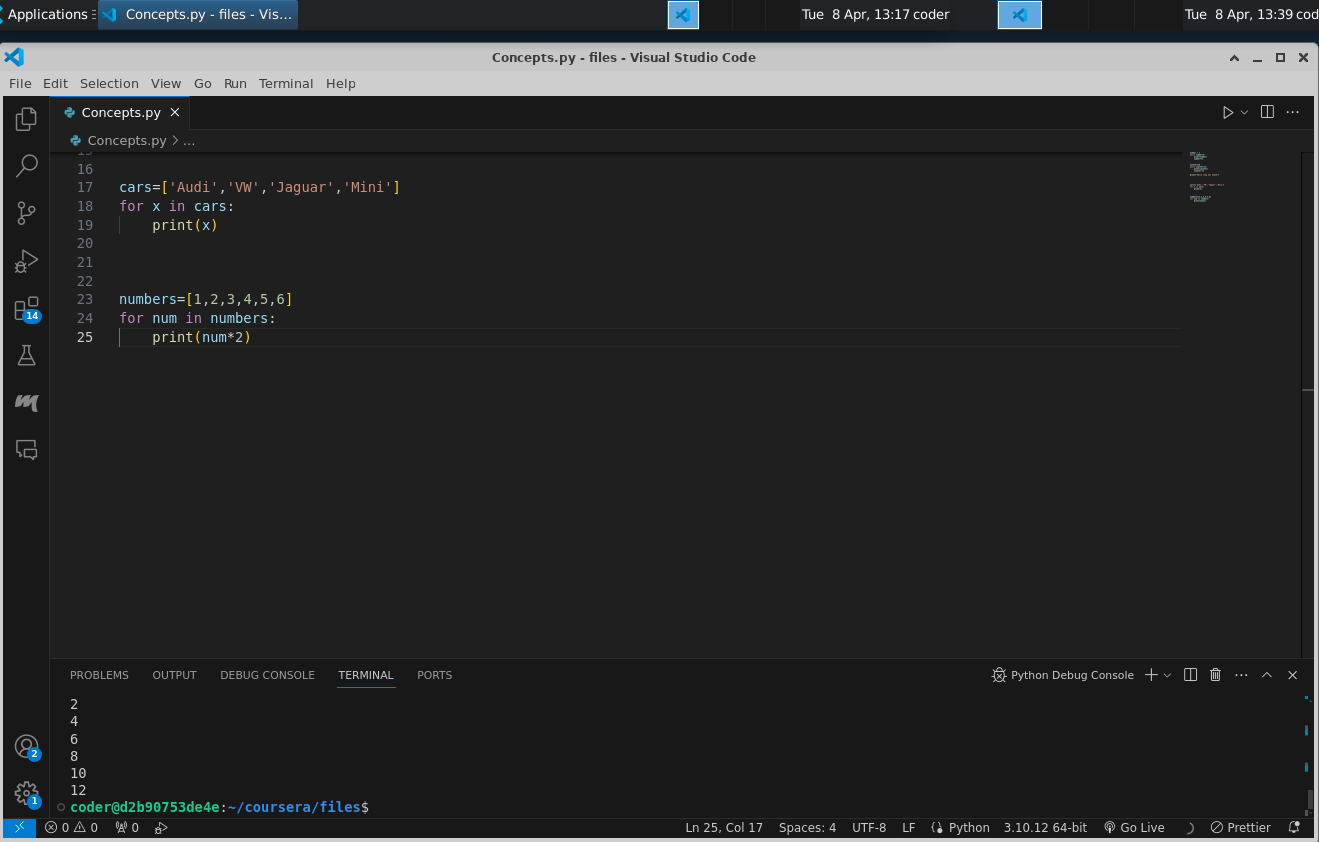 Applications Concepts.py - files - Vis... Tue 8 Apr, 13:17 coder Tue 8 Apr, 13:39 cod
Concepts.py - files - Visual Studio Code
File Edit Selection View Go Run Terminal Help
Concepts.py
Concepts.py > ...
15
16
17 cars=['Audi','VW','Jaguar','Mini']
18 for x in cars:
19 print(x)
20
21
22
23 numbers=[1,2,3,4,5,6]
24 for num in numbers:
25 print(num*2)
14
PROBLEMS OUTPUT DEBUG CONSOLE TERMINAL PORTS Python Debug Console
2
4
6
8
10
12
coder@d2b90753de4e:~/coursera/files$
2
1
0 0 0 Ln 25, Col 17 Spaces: 4 UTF-8 LF Python 3.10.12 64-bit Go Live Prettier